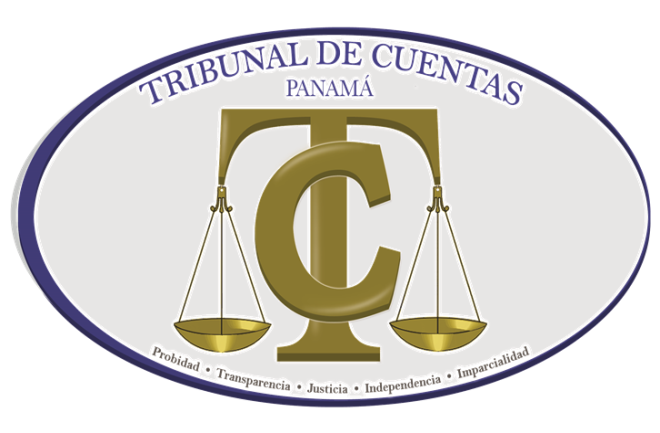 TRIBUNAL DE CUENTAS
PANAMÁ
TC
Probidad • Transparencia • Justicia • Independencia • Imparcialidad